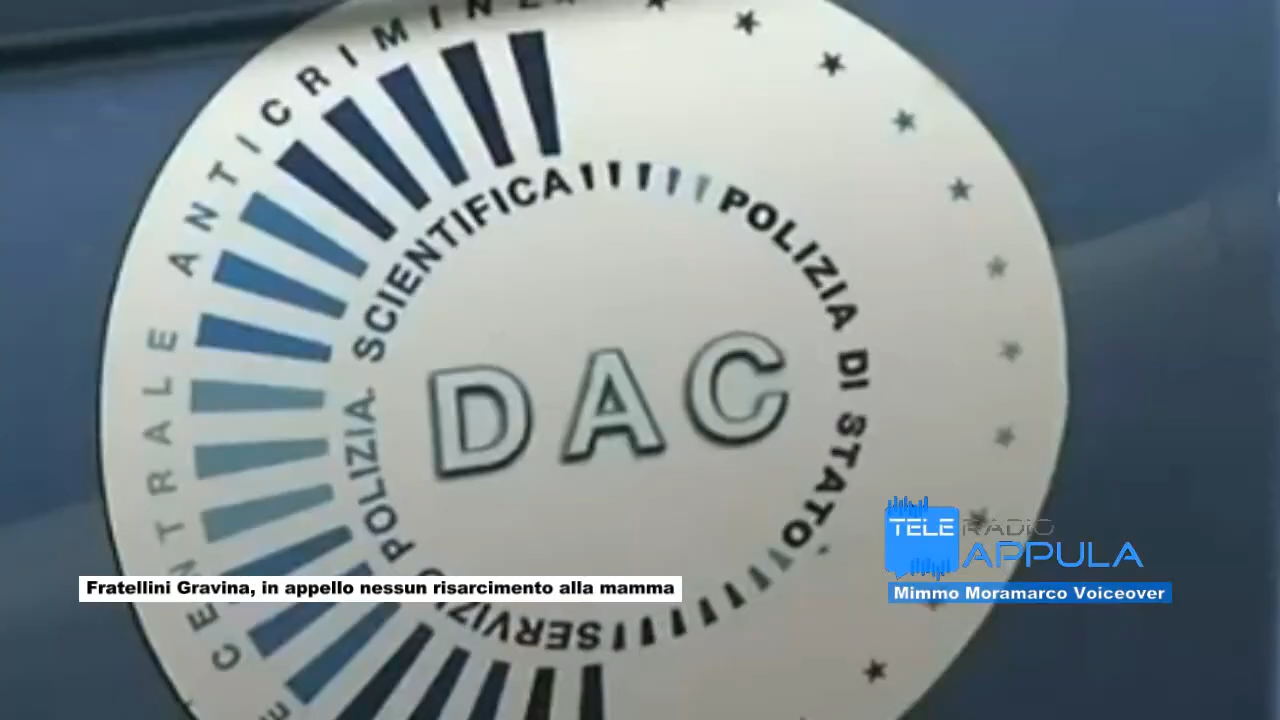 CENTRALE ANTICRIMINE
SERVIZIO POLIZIA SCIENTIFICA
POLIZIA DI STATO
DAC
TELE RADIO
APPULA
Fratellini Gravina, in appello nessun risarcimento alla mamma
Mimmo Moramarco Voiceover